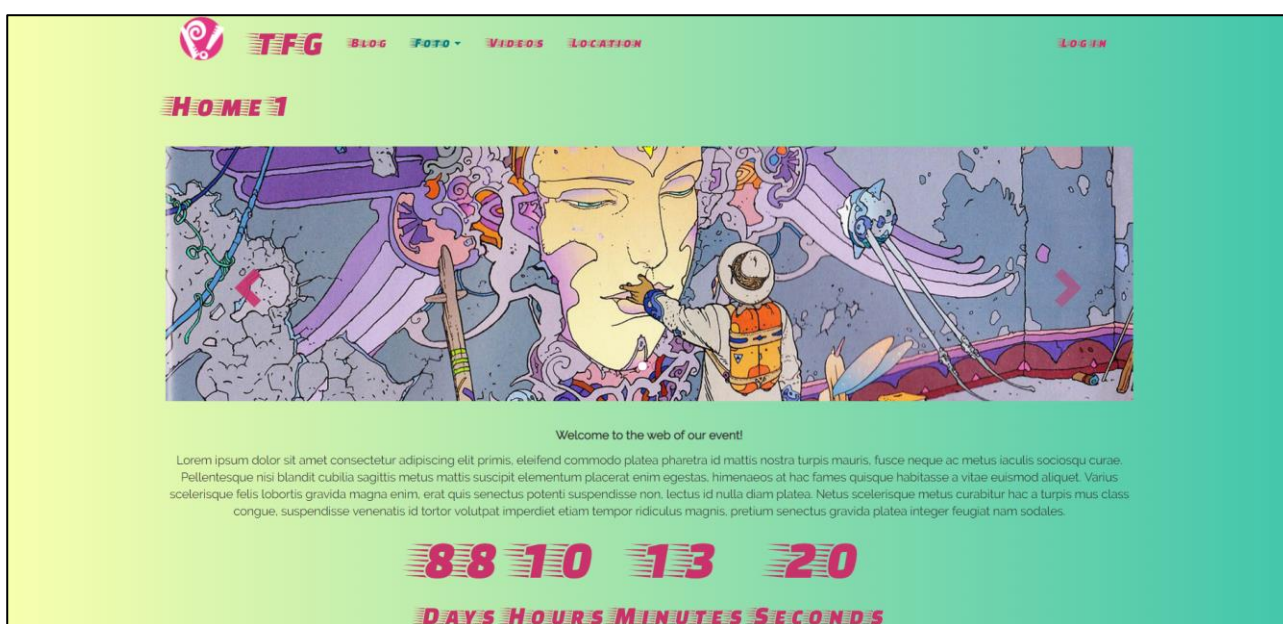 TFG Blog Foto Videos Location Login
Home 1
Welcome to the web of our event!
Lorem ipsum dolor sit amet consectetur adipiscing elit primis, eleifend commodo platea pharetra id mattis nostra turpis mauris, fusce neque ac metus iaculis sociosqu curae.
Pellentesque nisi blandit cubilia sagittis metus mattis suscipit elementum placerat enim egestas, himenaeos at hac fames quisque habitasse a vitae euismod aliquet. Varius
scelerisque felis lobortis gravida magna enim, erat quis senectus potenti suspendisse non, lectus id nulla diam platea. Netus scelerisque metus curabitur hac a turpis mus class
congue, suspendisse venenatis id tortor volutpat imperdiet etiam tempor ridiculus magnis, pretium senectus gravida platea integer feugiat nam sodales.
88 10 13 20
Days Hours Minutes Seconds